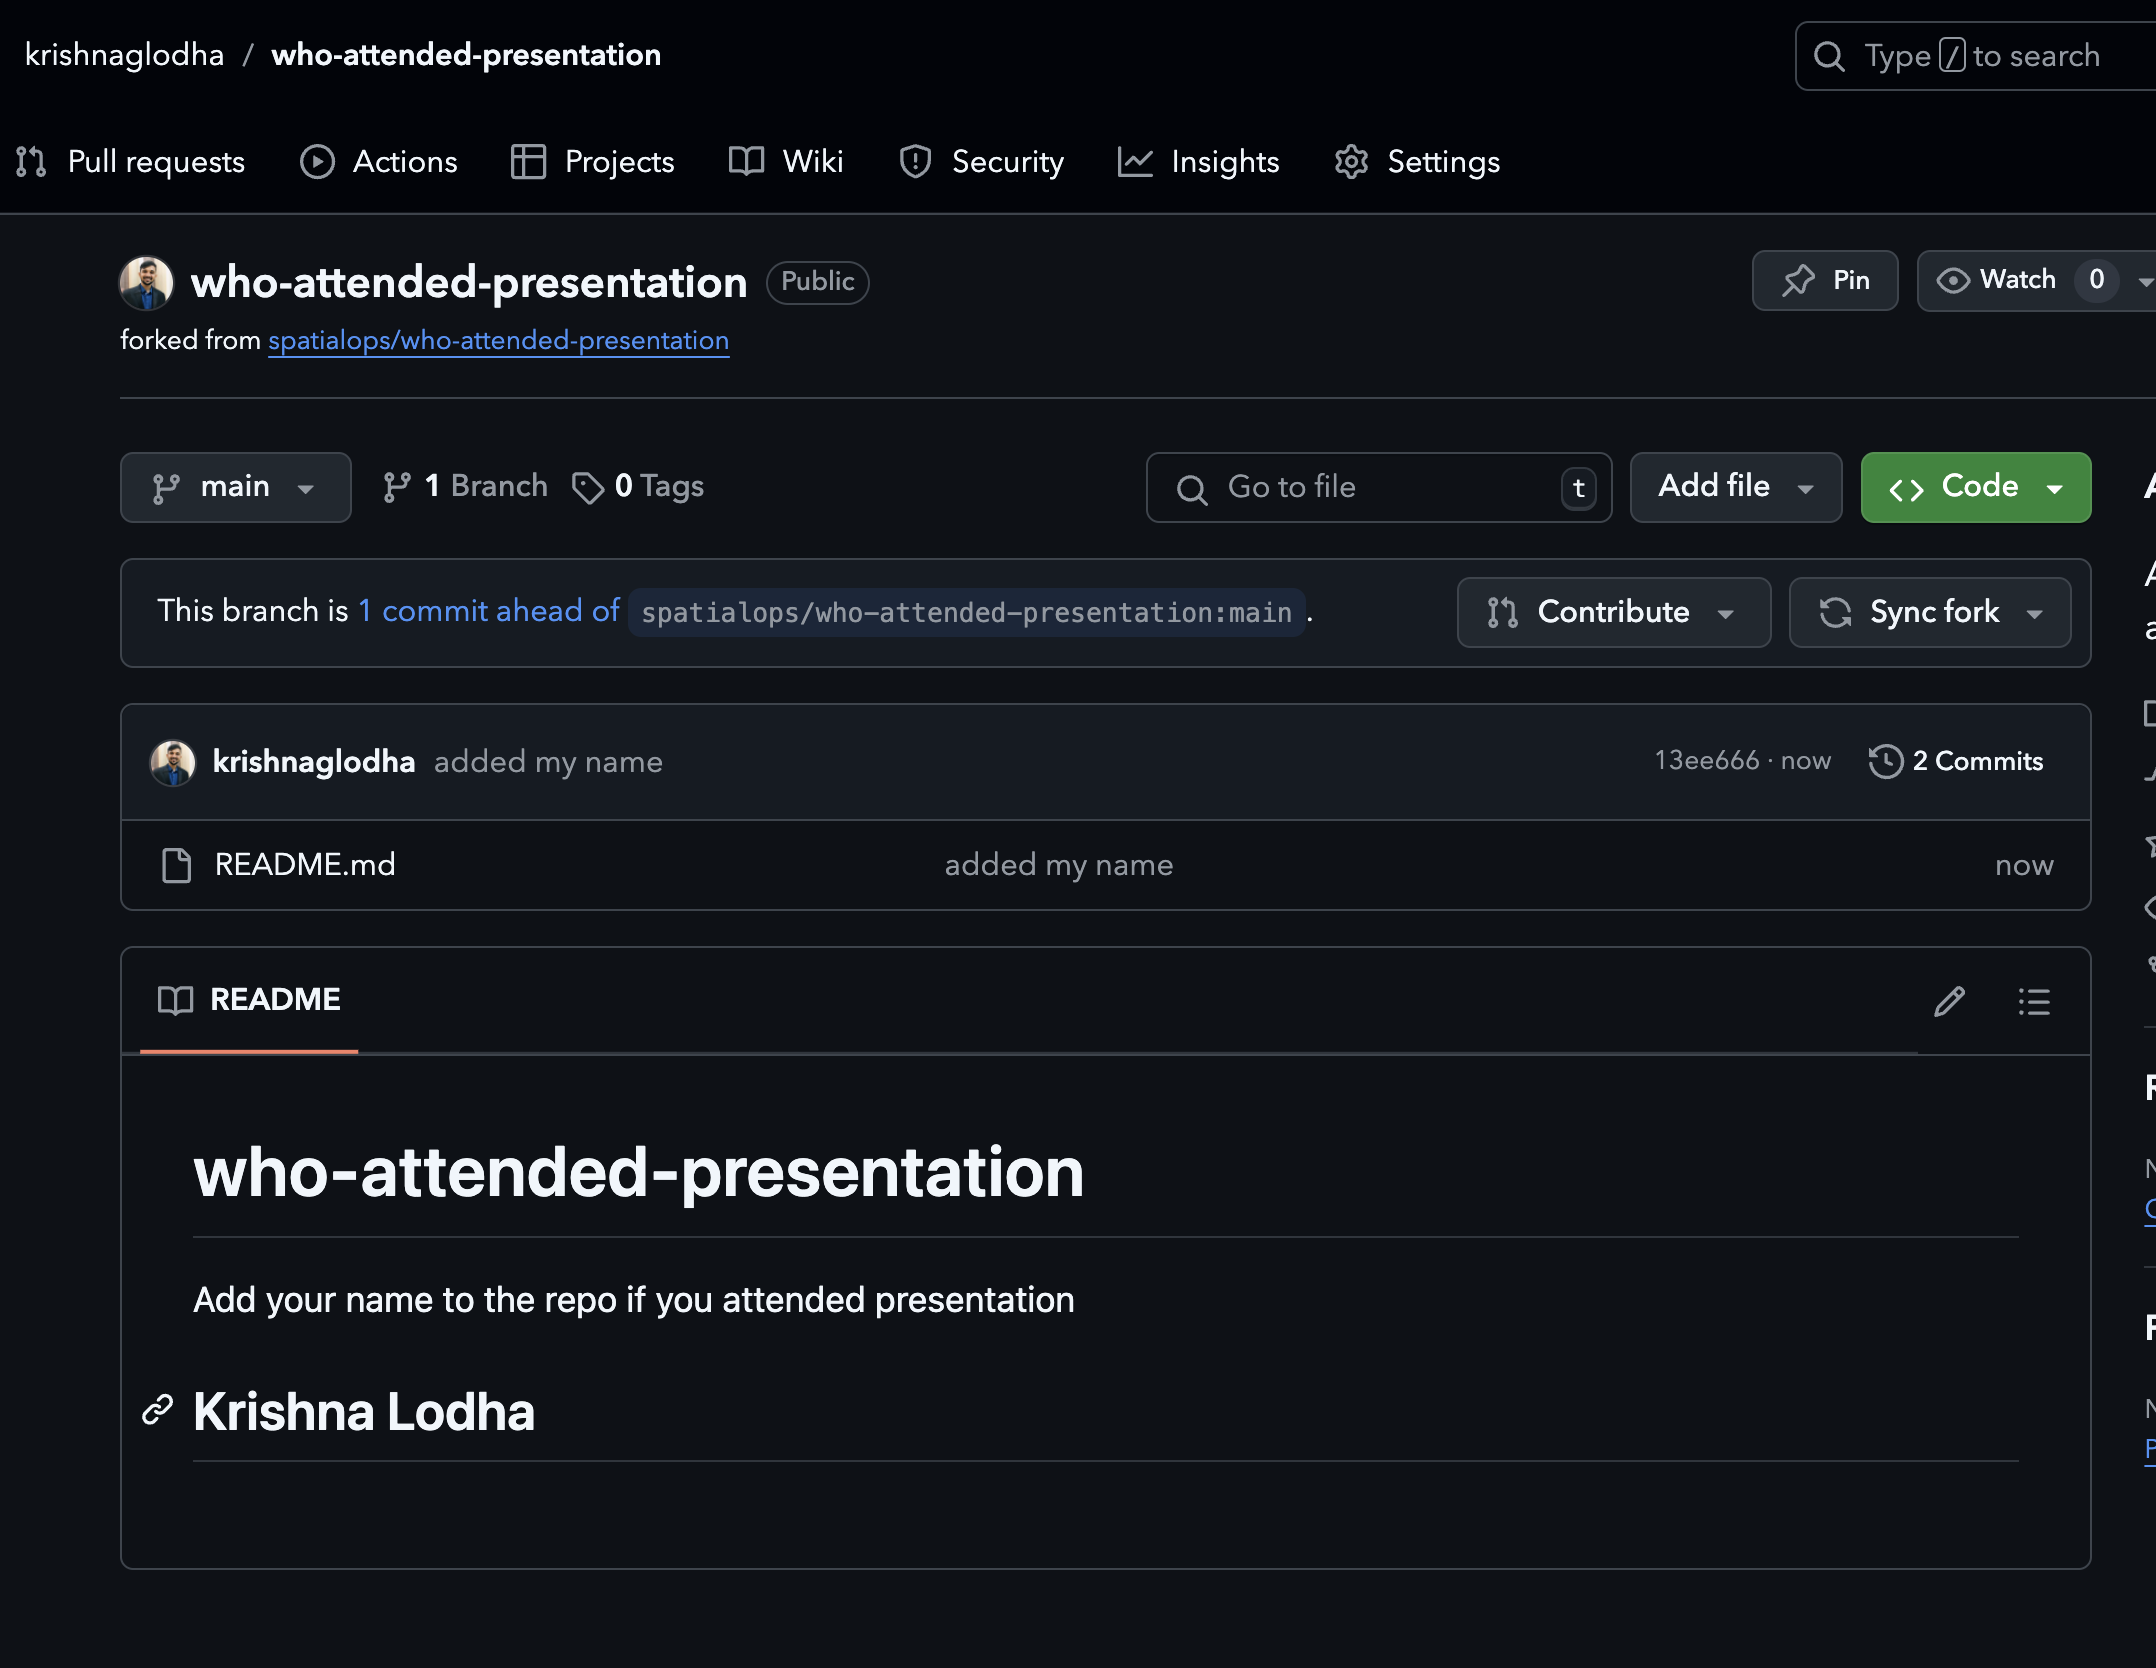 krishnaglodha / who-attended-presentation
Type / to search
Pull requests Actions Projects Wiki Security Insights Settings
who-attended-presentation Public
Pin Watch 0
forked from spatialops/who-attended-presentation
main 1 Branch 0 Tags
Go to file t Add file Code
This branch is 1 commit ahead of spatialops/who-attended-presentation:main .
Contribute Sync fork
krishnaglodha added my name 13ee666 · now 2 Commits
README.md added my name now
README
who-attended-presentation
Add your name to the repo if you attended presentation
Krishna Lodha